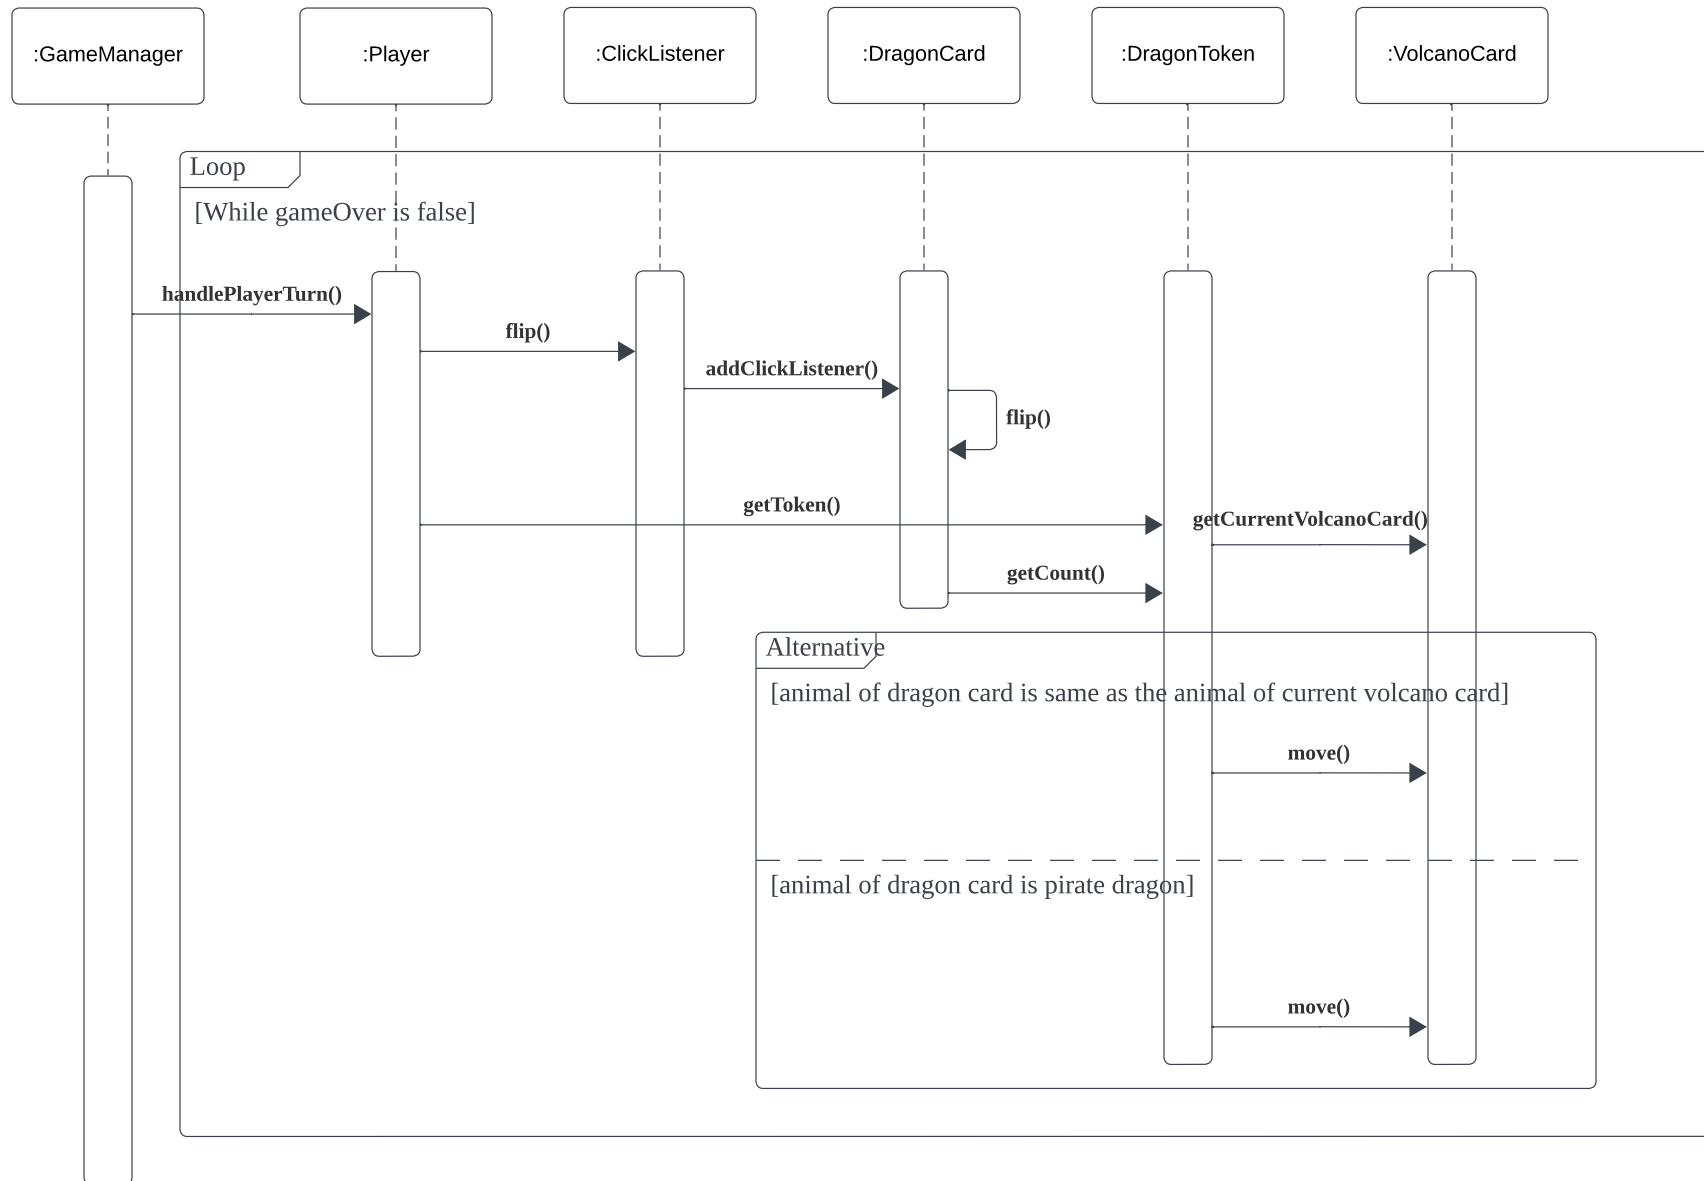 :GameManager
:Player
:ClickListener
:DragonCard
:DragonToken
:VolcanoCard
Loop
[While gameOver is false]
handlePlayerTurn()
flip()
addClickListener()
flip()
getToken()
getCurrentVolcanoCard()
getCount()
Alternative
[animal of dragon card is same as the animal of current volcano card]
move()
[animal of dragon card is pirate dragon]
move()